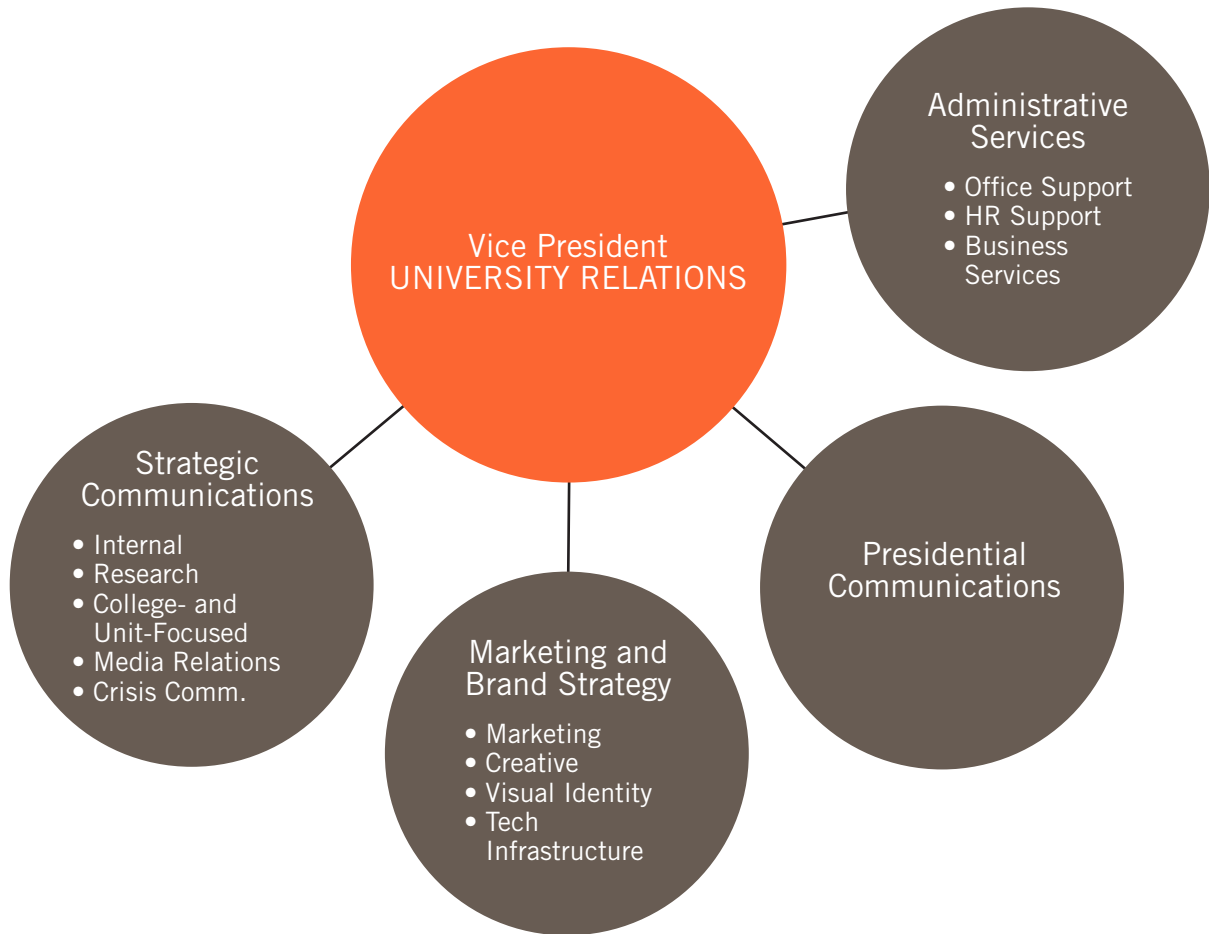 Vice President
UNIVERSITY RELATIONS
Administrative
Services
• Office Support
• HR Support
• Business
Services
Strategic
Communications
• Internal
• Research
• College- and
Unit-Focused
• Media Relations
• Crisis Comm.
Marketing and
Brand Strategy
• Marketing
• Creative
• Visual Identity
• Tech
Infrastructure
Presidential
Communications